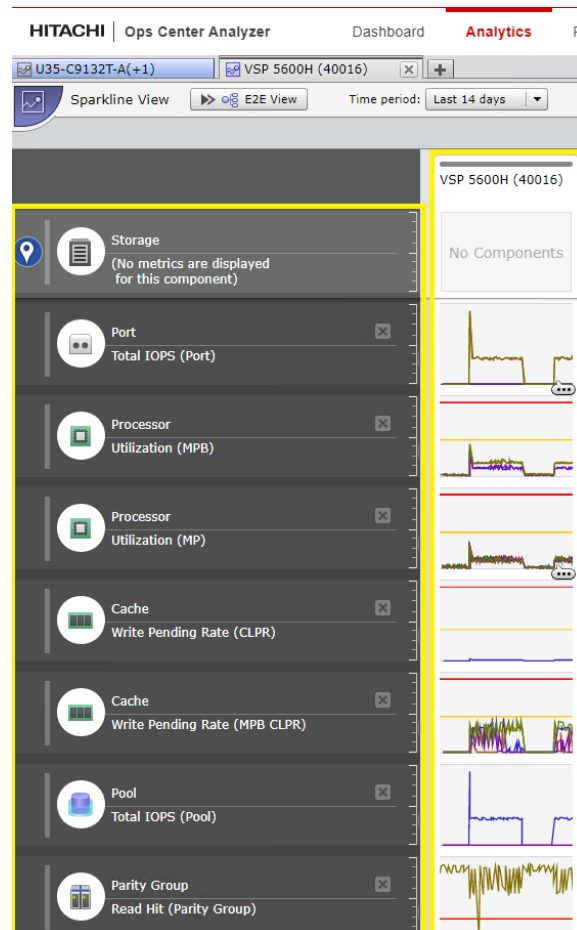 HITACHI Ops Center Analyzer Dashboard Analytics
U35-C9132T-A(+1) VSP 5600H (40016)
Sparkline View E2E View Time period: Last 14 days
VSP 5600H (40016)
Storage
(No metrics are displayed
for this component)
No Components
Port
Total IOPS (Port)
Processor
Utilization (MPB)
Processor
Utilization (MP)
Cache
Write Pending Rate (CLPR)
Cache
Write Pending Rate (MPB CLPR)
Pool
Total IOPS (Pool)
Parity Group
Read Hit (Parity Group)